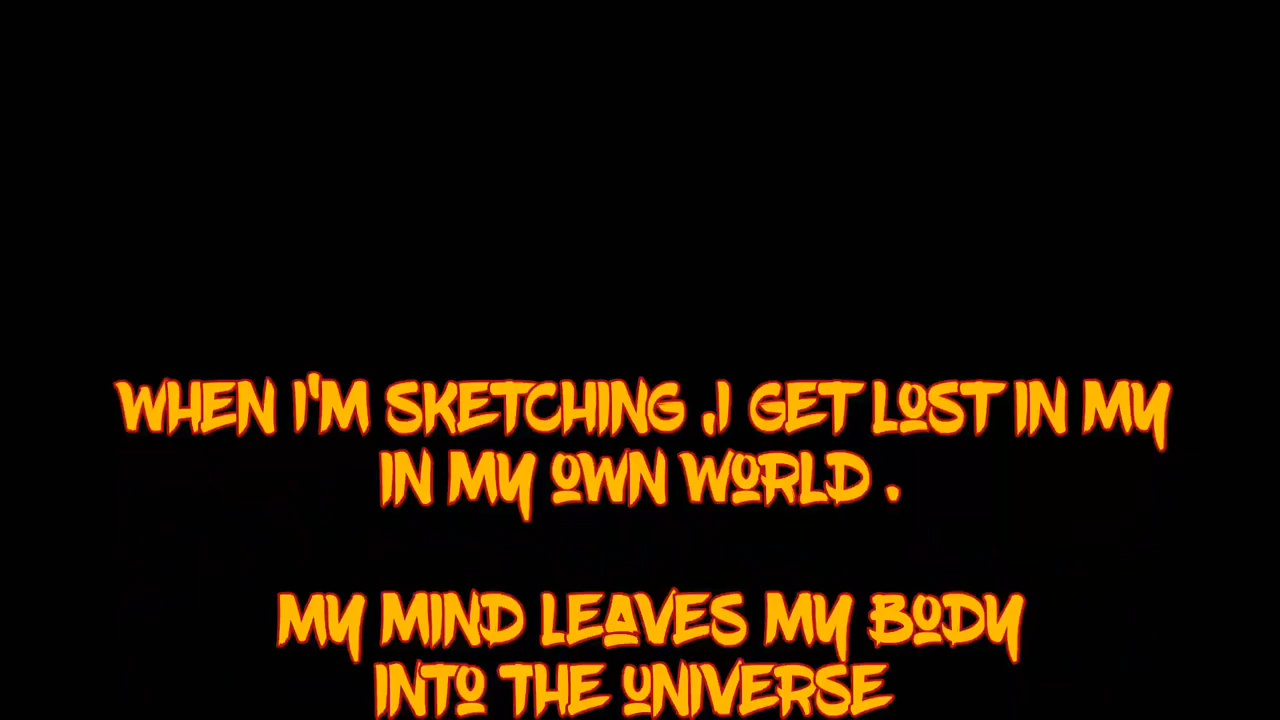 WHEN I'M SKETCHING ,I GET LOST IN MY
IN MY OWN WORLD .
MY MIND LEAVES MY BODY
INTO THE UNIVERSE